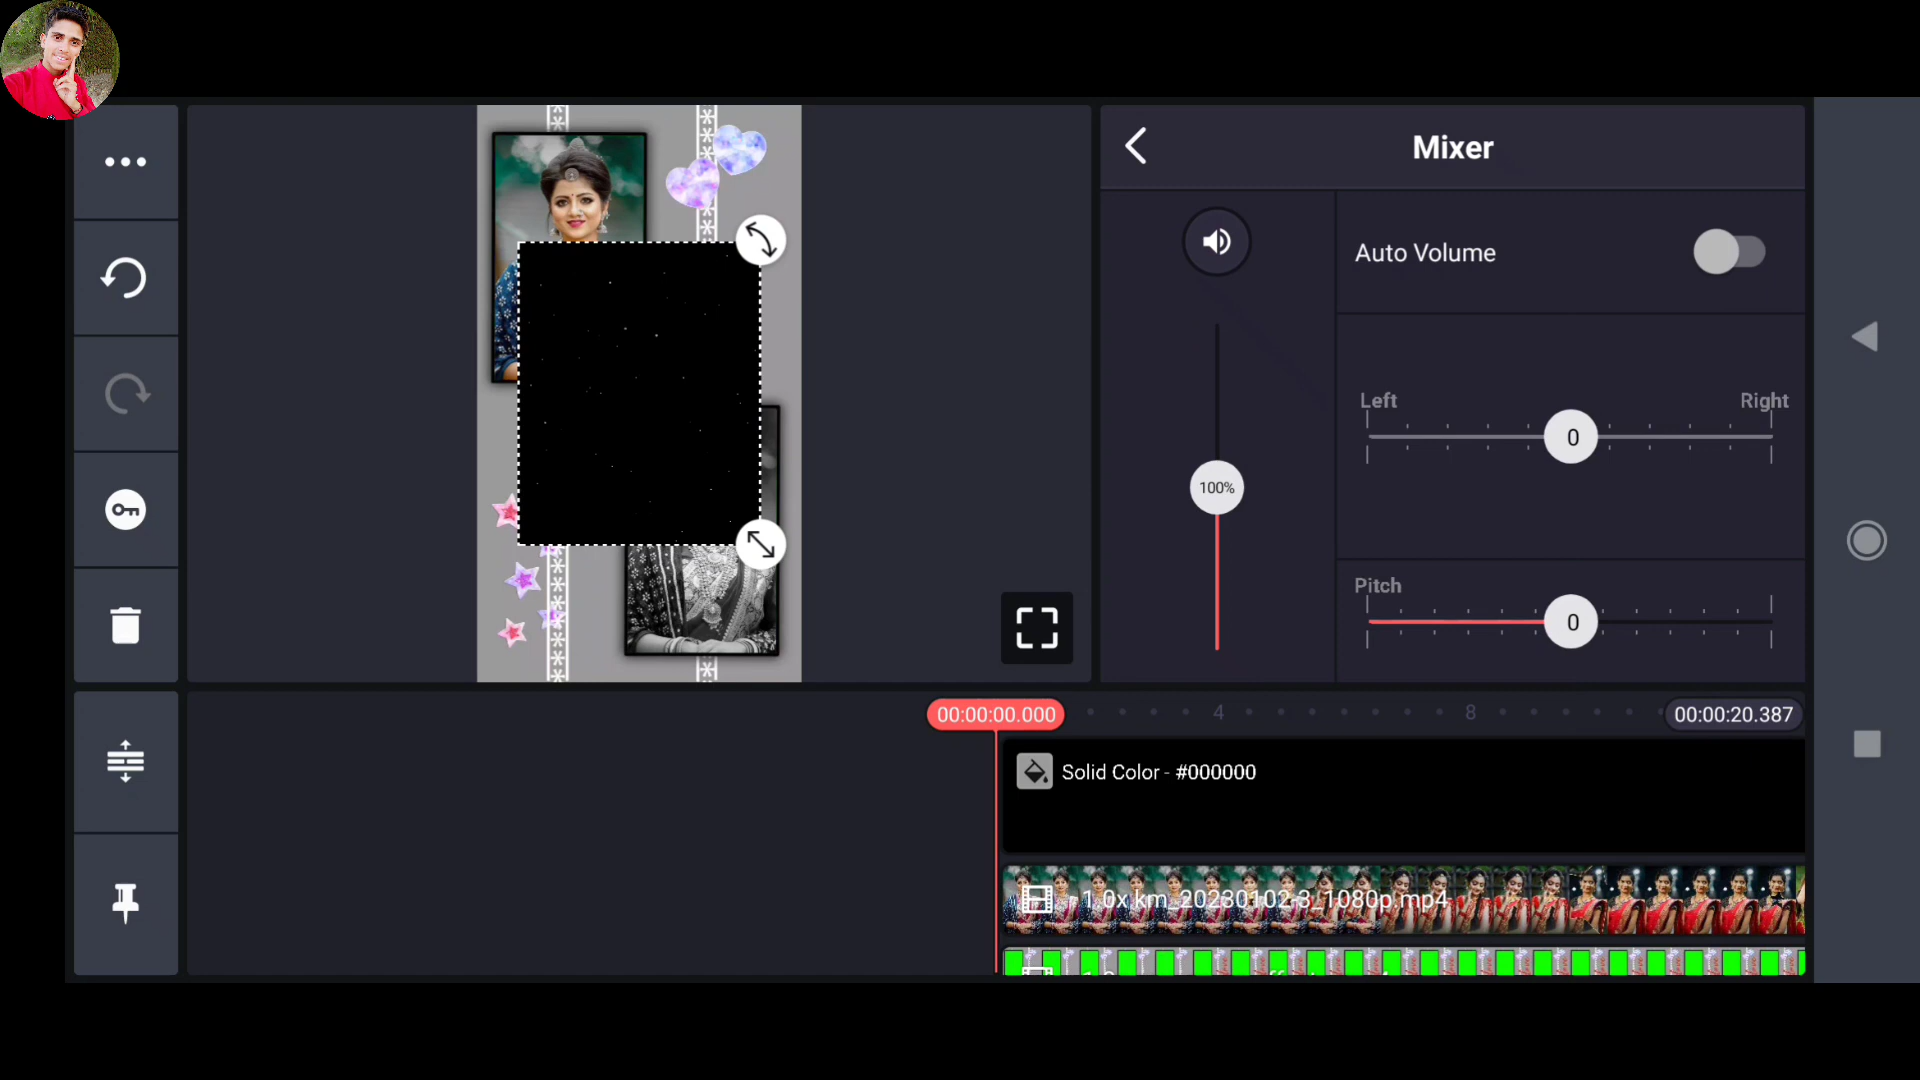 Mixer
Auto Volume
Left
Right
0
100%
Pitch
0
00:00:00.000
4
8
00:00:20.387
Solid Color - #000000
1.0x km_20230102-3_1080p.mp4